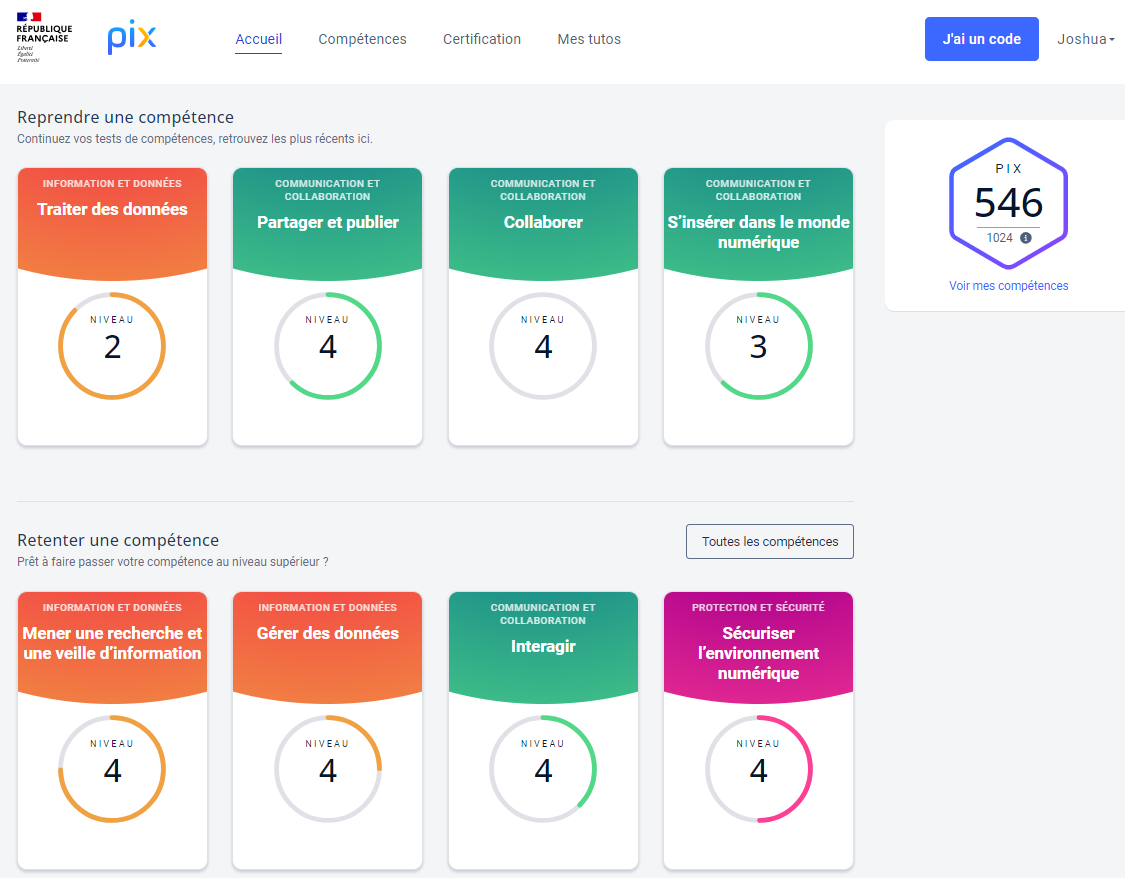 RÉPUBLIQUE
FRANÇAISE
Liberté
Égalité
Fraternité
pix
Accueil
Compétences
Certification
Mes tutos
J'ai un code
Joshua
Reprendre une compétence
Continuez vos tests de compétences, retrouvez les plus récents ici.
INFORMATION ET DONNÉES
Traiter des données
NIVEAU
2
COMMUNICATION ET
COLLABORATION
Partager et publier
NIVEAU
4
COMMUNICATION ET
COLLABORATION
Collaborer
NIVEAU
4
COMMUNICATION ET
COLLABORATION
S’insérer dans le monde
numérique
NIVEAU
3
PIX
546
1024
Voir mes compétences
Retenter une compétence
Prêt à faire passer votre compétence au niveau supérieur ?
Toutes les compétences
INFORMATION ET DONNÉES
Mener une recherche et
une veille d’information
NIVEAU
4
INFORMATION ET DONNÉES
Gérer des données
NIVEAU
4
COMMUNICATION ET
COLLABORATION
Interagir
NIVEAU
4
PROTECTION ET SÉCURITÉ
Sécuriser
l’environnement
numérique
NIVEAU
4